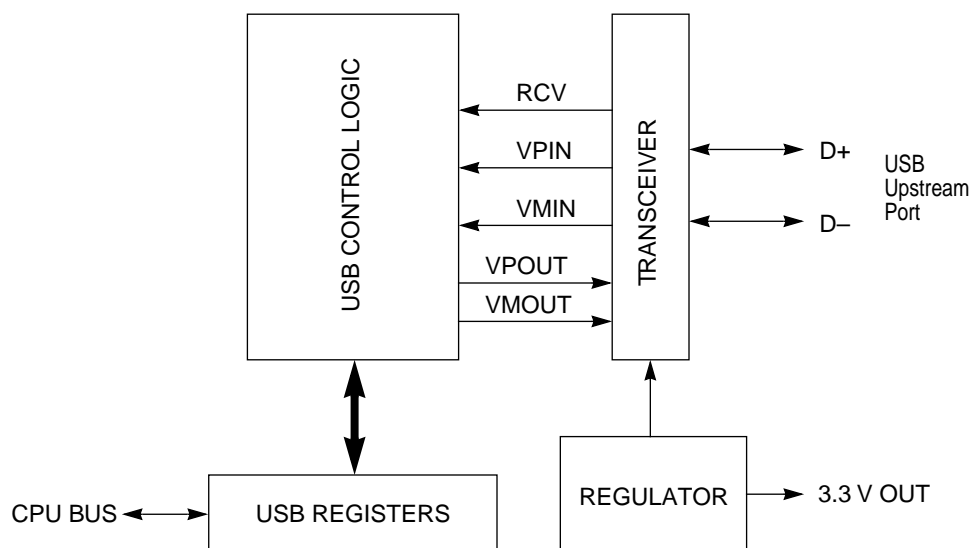 USB CONTROL LOGIC
RCV
VPIN
VMIN
VPOUT
VMOUT
TRANSCEIVER
D+
D–
USB
Upstream
Port
CPU BUS
USB REGISTERS
REGULATOR
3.3 V OUT